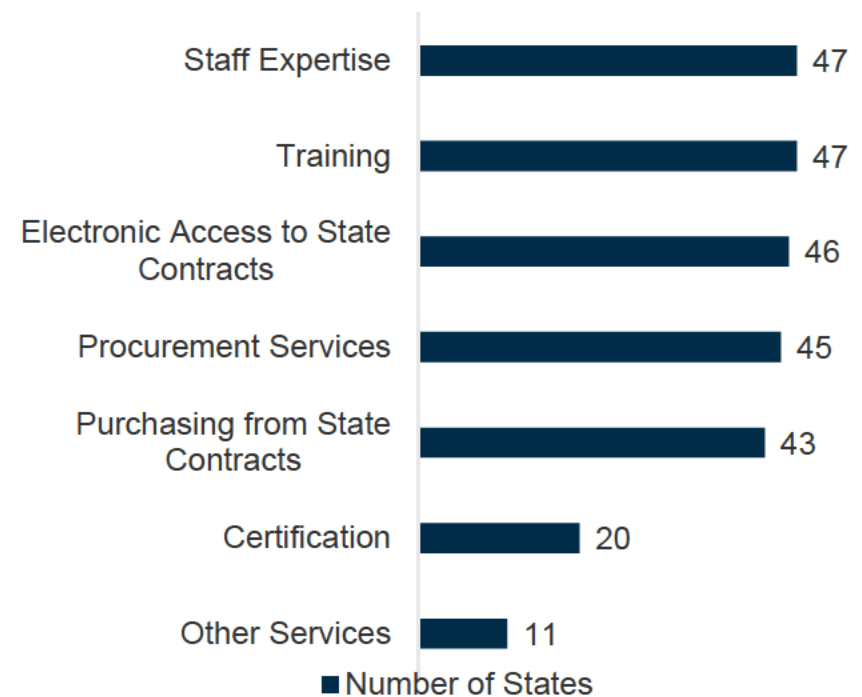 Staff Expertise 47
Training 47
Electronic Access to State
Contracts 46
Procurement Services 45
Purchasing from State
Contracts 43
Certification 20
Other Services 11
Number of States